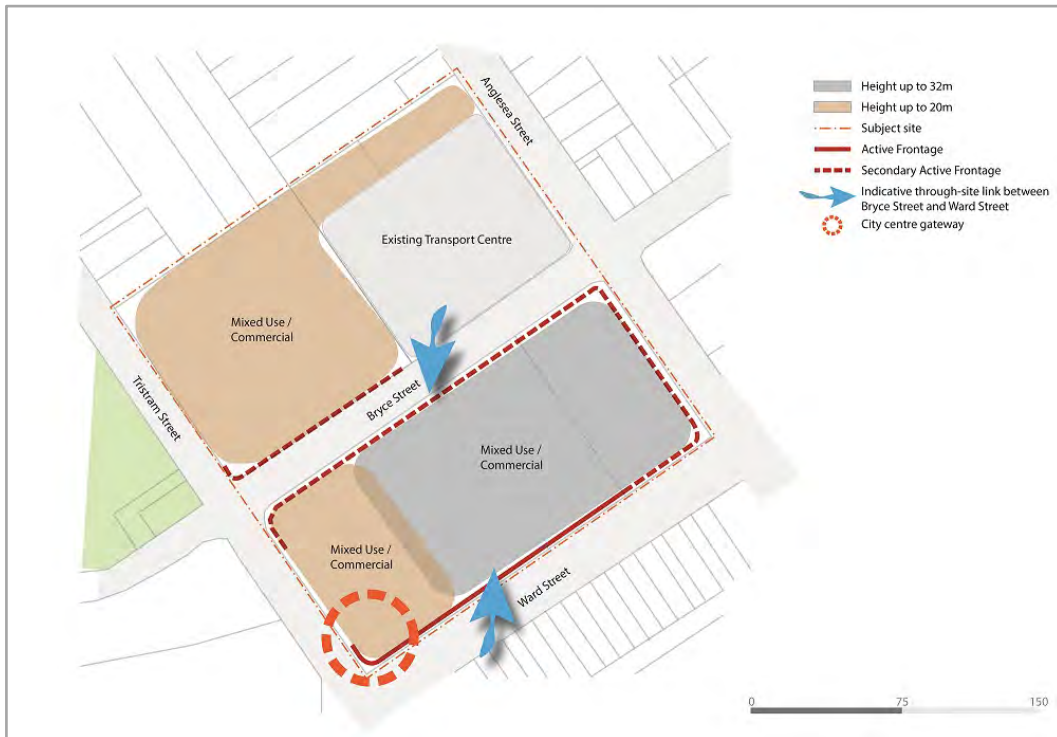 Anglesea Street
Height up to 32m
Height up to 20m
Subject site
Active Frontage
Secondary Active Frontage
Indicative through-site link between
Bryce Street and Ward Street
City centre gateway
Existing Transport Centre
Mixed Use /
Commercial
Tristram Street
Bryce Street
Mixed Use /
Commercial
Mixed Use /
Commercial
Ward Street
0
75
150